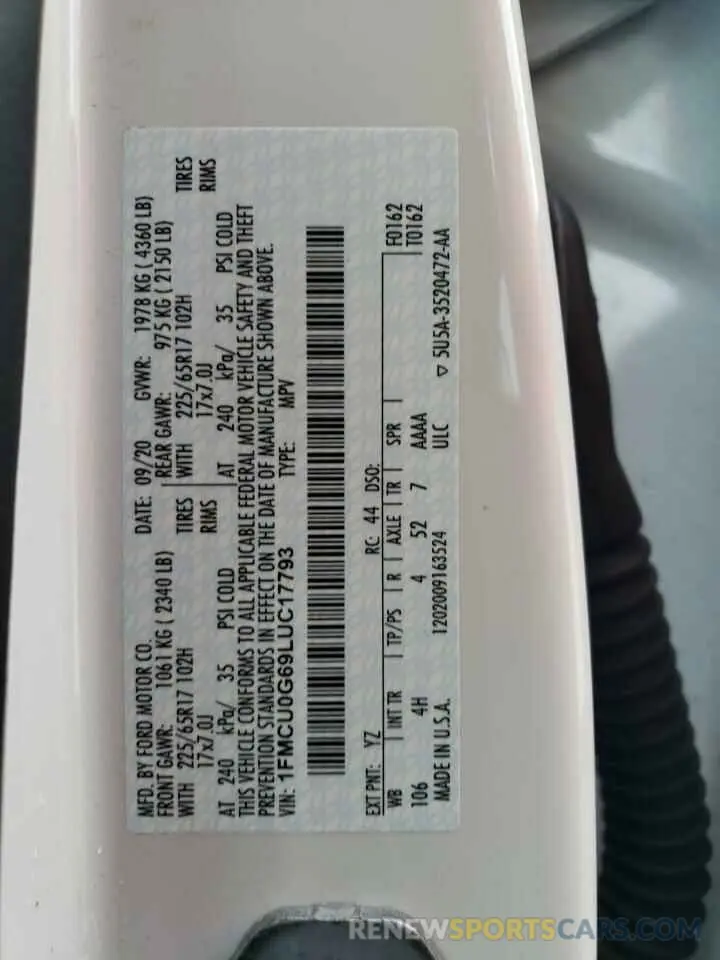 MFD. BY FORD MOTOR CO.
DATE: 09/20 GVWR: 1978 KG ( 4360 LB)
FRONT GAWR: 1061 KG ( 2340 LB) REAR GAWR: 975 KG ( 2150 LB)
WITH 225/65R17 102H TIRES WITH 225/65R17 102H TIRES
17x7.0J RIMS 17x7.0J RIMS
AT 240 kPa/ 35 PSI COLD AT 240 kPa/ 35 PSI COLD
THIS VEHICLE CONFORMS TO ALL APPLICABLE FEDERAL MOTOR VEHICLE SAFETY AND THEFT
PREVENTION STANDARDS IN EFFECT ON THE DATE OF MANUFACTURE SHOWN ABOVE.
VIN: 1FMCU0G69LUC17793 TYPE: MPV
EXT PNT: YZ RC: 44 DSO: F0162
WB INT TR TP/PS R AXLE TR SPR T0162
106 4H 4 52 7 AAAA
MADE IN U.S.A. 1202009163524 ULC ▽ 5U5A-3520472-AA
RENEWSPORTSCARS.COM